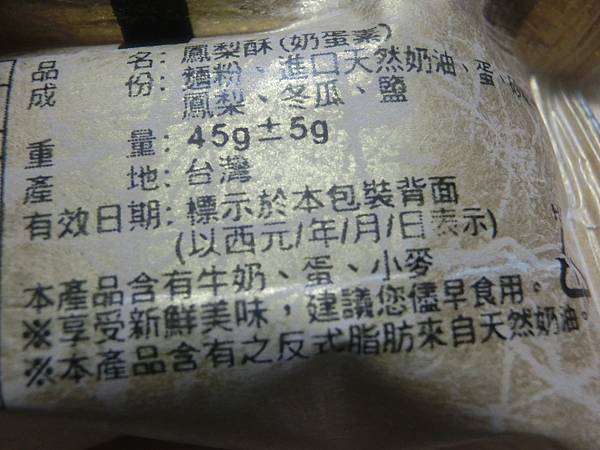 品名：鳳梨酥(奶蛋素)
成份：麵粉、進口天然奶油、蛋、
鳳梨、冬瓜、鹽
重量：45g±5g
產地：台灣
有效日期：標示於本包裝背面
(以西元/年/月/日表示)
本產品含有牛奶、蛋、小麥
※享受新鮮美味，建議您儘早食用。
※本產品含有之反式脂肪來自天然奶油。